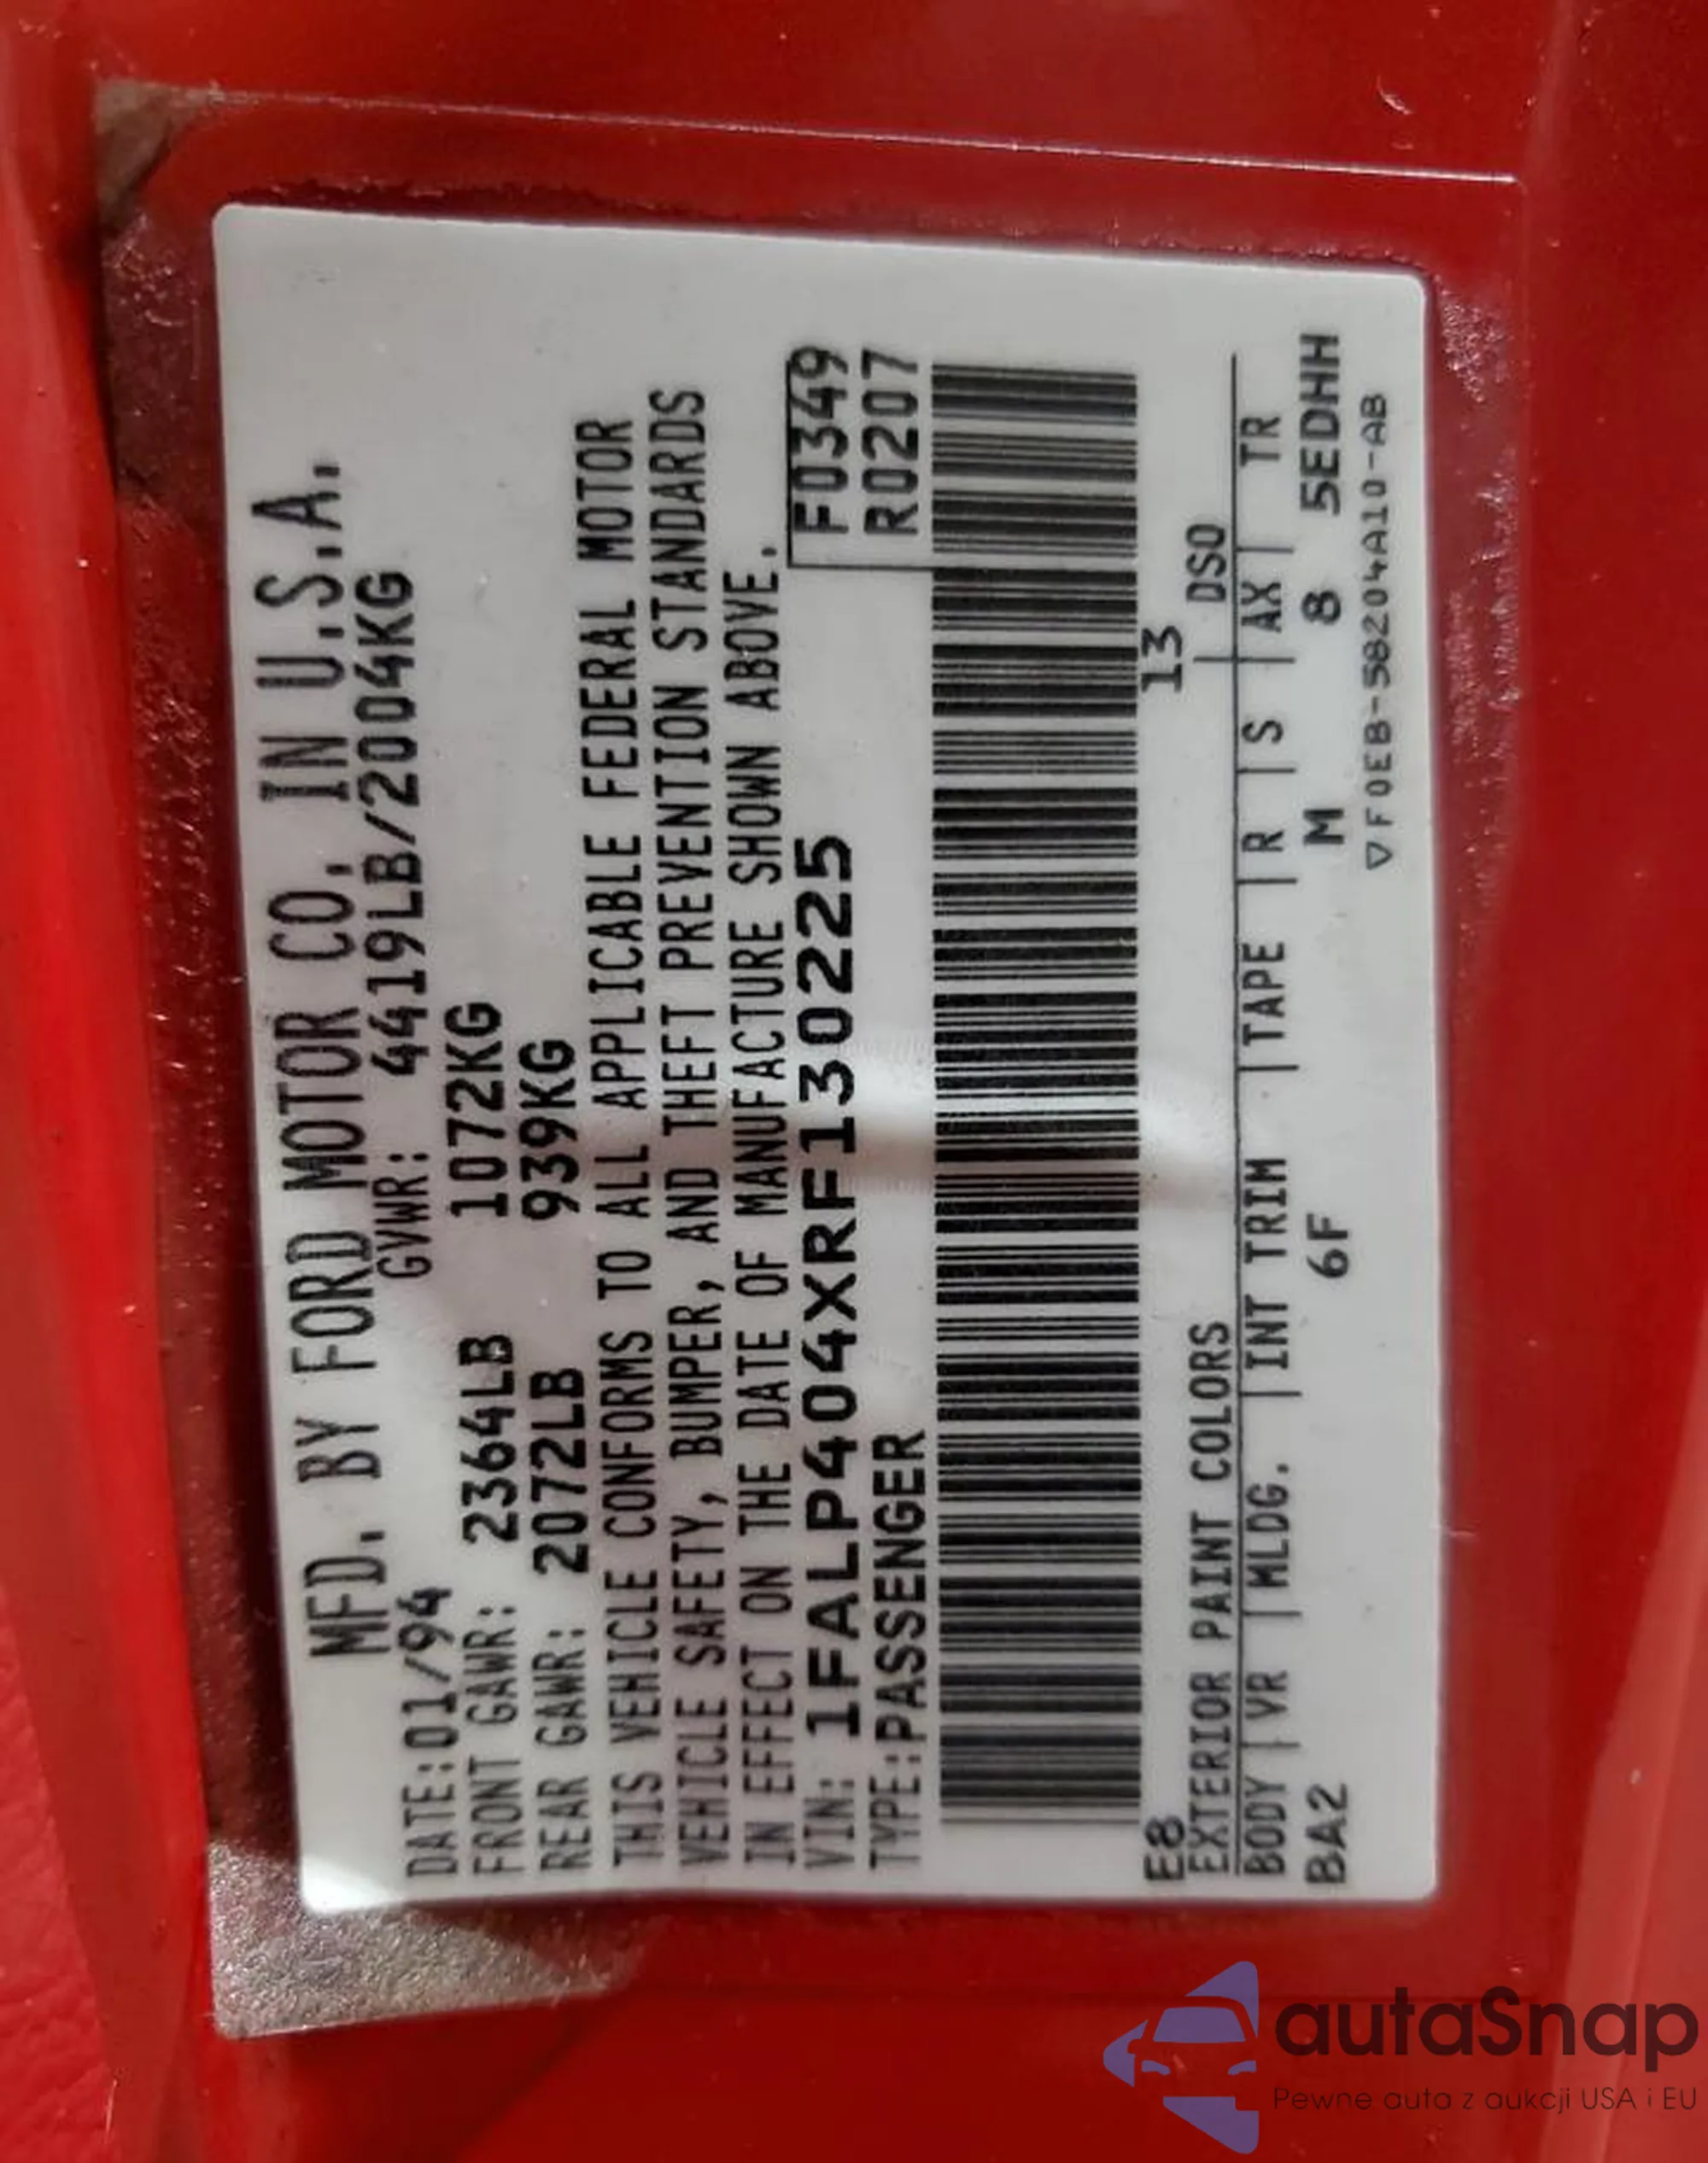 MFD. BY FORD MOTOR CO. IN U.S.A.
DATE:01/94 GVWR: 4419LB/2004KG
FRONT GAWR: 2364LB 1072KG
REAR GAWR: 2072LB 939KG
THIS VEHICLE CONFORMS TO ALL APPLICABLE FEDERAL MOTOR
VEHICLE SAFETY, BUMPER, AND THEFT PREVENTION STANDARDS
IN EFFECT ON THE DATE OF MANUFACTURE SHOWN ABOVE.
VIN: 1FALP404XRF130225 F0349
TYPE:PASSENGER R0207
E8 13
EXTERIOR PAINT COLORS DSO
BODY VR MLDG. INT TRIM TAPE R S AX TR
BA2 6F M 8 5EDHH
▽F0EB-58204A10-AB
autaSnap
Pewne auta z aukcji USA i EU